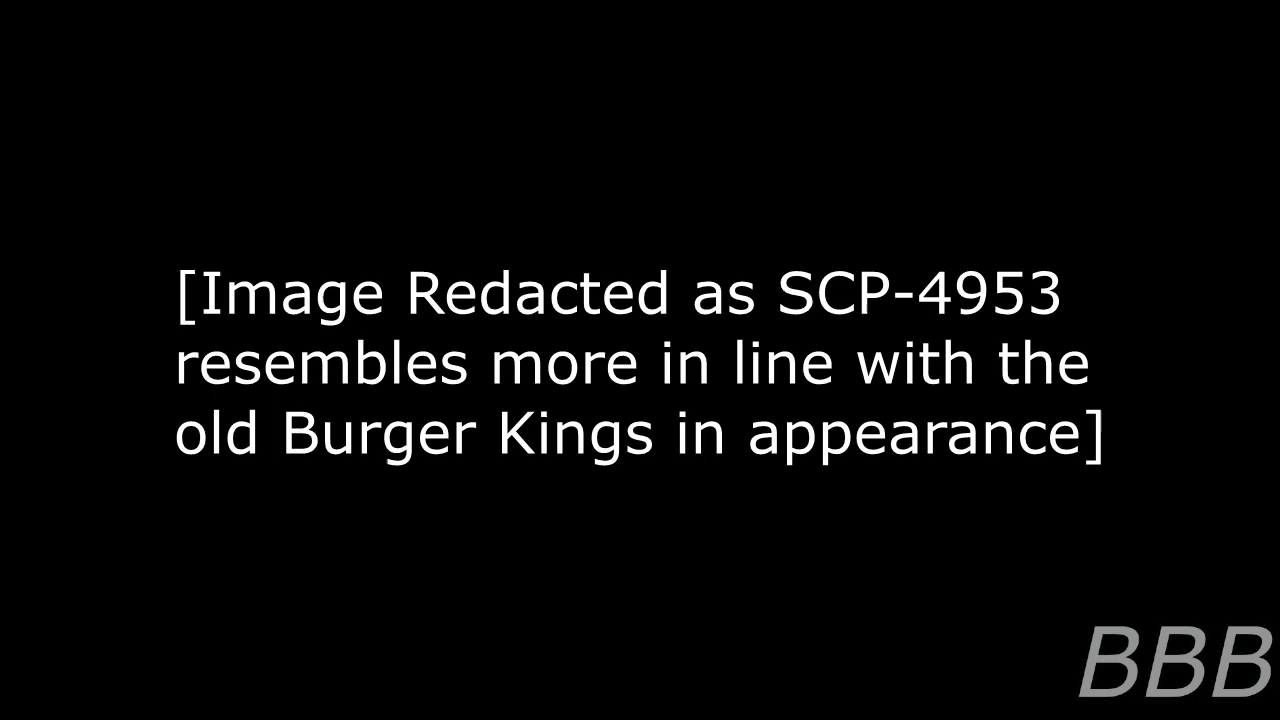 [Image Redacted as SCP-4953
resembles more in line with the
old Burger Kings in appearance]
BBB